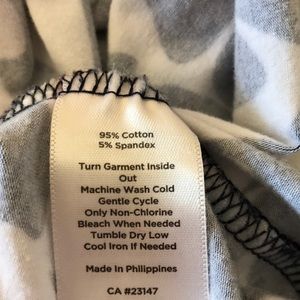 95% Cotton
5% Spandex
Turn Garment Inside
Out
Machine Wash Cold
Gentle Cycle
Only Non-Chlorine
Bleach When Needed
Tumble Dry Low
Cool Iron If Needed
Made In Philippines
CA #23147